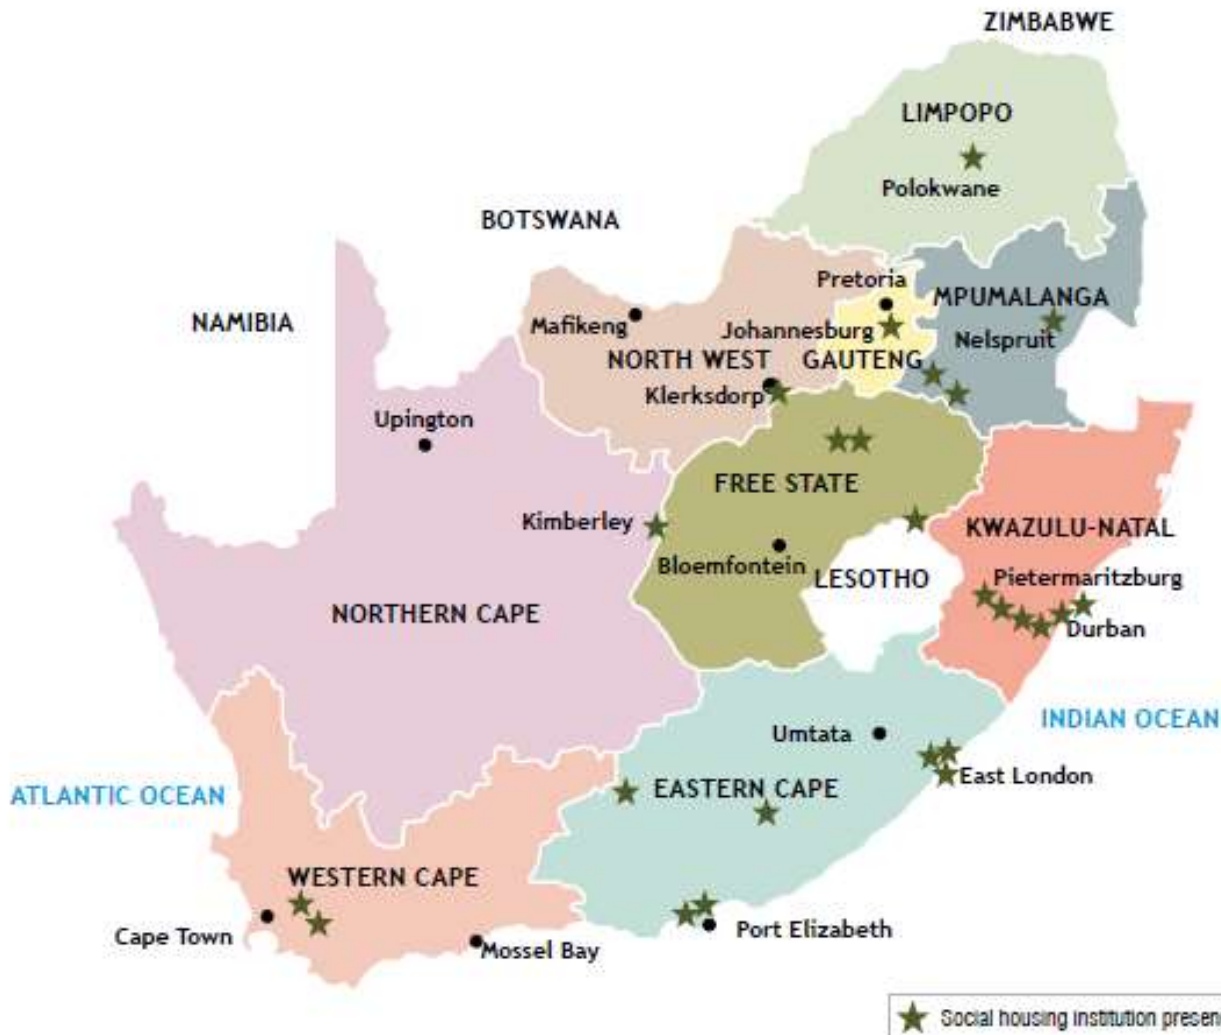 ZIMBABWE
LIMPOPO
Polokwane
BOTSWANA
Pretoria
MPUMALANGA
NAMIBIA
Mafikeng
Johannesburg
Nelspruit
NORTH WEST
GAUTENG
Klerksdorp
Upington
FREE STATE
Kimberley
KWAZULU-NATAL
Bloemfontein
LESOTHO
Pietermaritzburg
NORTHERN CAPE
Durban
INDIAN OCEAN
Umtata
East London
ATLANTIC OCEAN
EASTERN CAPE
WESTERN CAPE
Cape Town
Port Elizabeth
Mossel Bay
Social housing institution presen